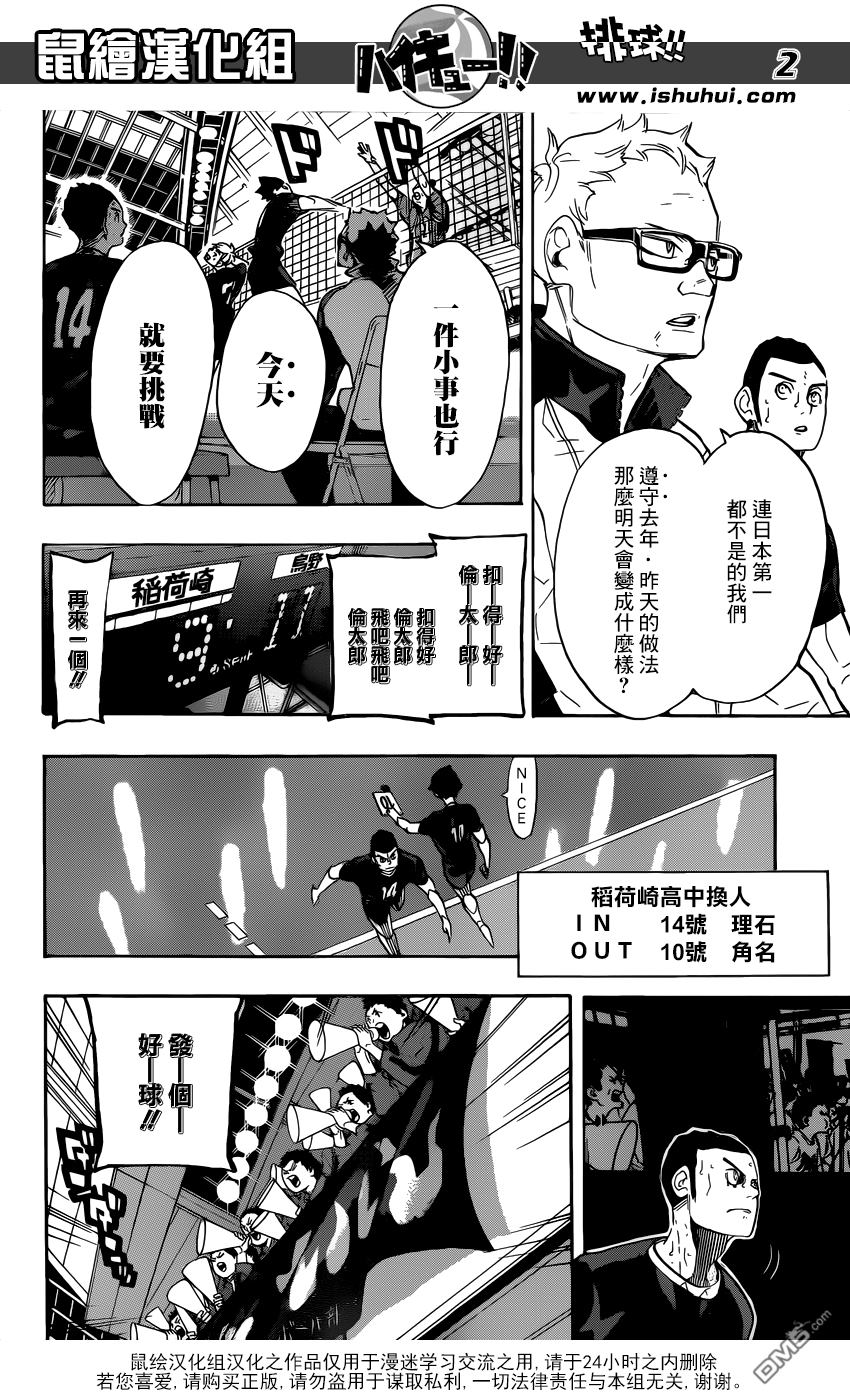 鼠繪漢化組
ハイキュー!!
排球!!
2
www.ishuhui.com
連日本第一
都不是的我們
遵守去年・昨天的做法
那麼明天會變成什麼樣？
ドド
一件小事也行
今天
就要挑戰
14
扣—得—好—
倫—太—郎—
扣得好
倫太郎
飛吧飛吧
倫太郎
烏野
稻荷崎
9
11
再來一個!!
NICE
14
10
稻荷崎高中換人
IN 14號 理石
OUT 10號 角名
發—個—
好—球!!
鼠绘汉化组汉化之作品仅用于漫迷学习交流之用, 请于24小时之内删除
若您喜爱, 请购买正版, 请勿盗用于谋取私利, 一切法律责任与本组无关, 谢谢.
DM5.com